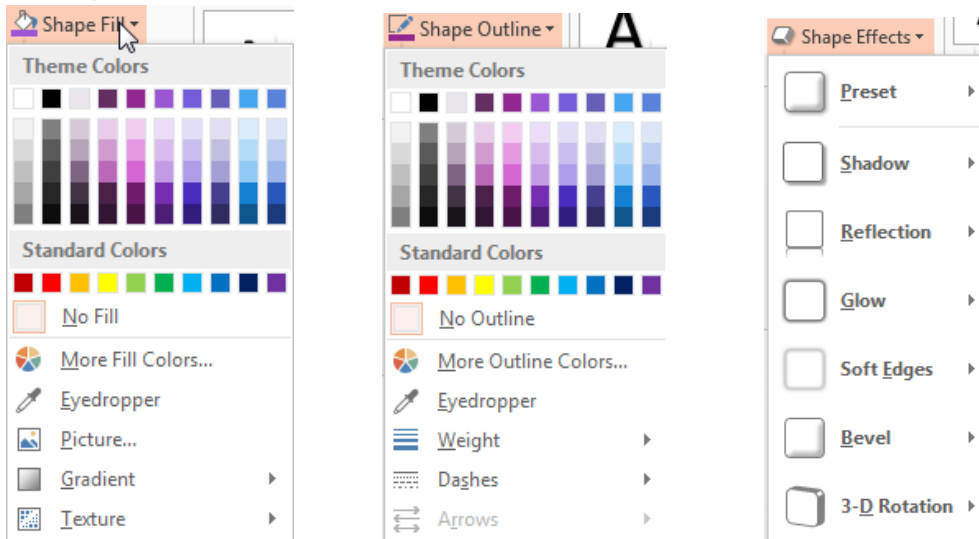 Shape Fill
Theme Colors
Standard Colors
No Fill
More Fill Colors...
Eyedropper
Picture...
Gradient
Texture
Shape Outline
A
Theme Colors
Standard Colors
No Outline
More Outline Colors...
Eyedropper
Weight
Dashes
Arrows
Shape Effects
Preset
Shadow
Reflection
Glow
Soft Edges
Bevel
3-D Rotation